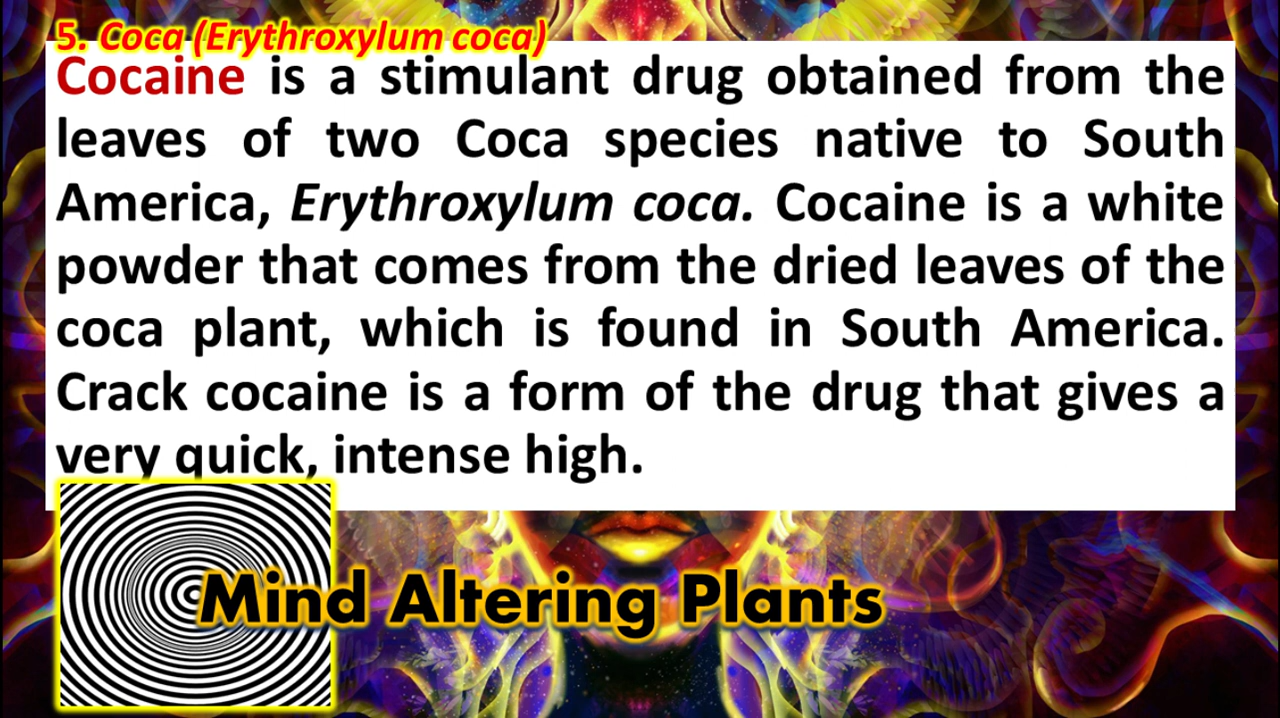 5. Coca (Erythroxylum coca)
Cocaine is a stimulant drug obtained from the
leaves of two Coca species native to South
America, Erythroxylum coca. Cocaine is a white
powder that comes from the dried leaves of the
coca plant, which is found in South America.
Crack cocaine is a form of the drug that gives a
very quick, intense high.
Mind Altering Plants